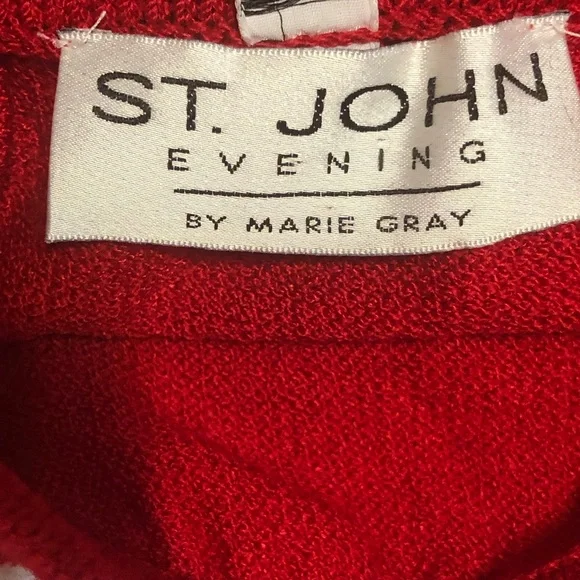 ST. JOHN
EVENING
BY MARIE GRAY